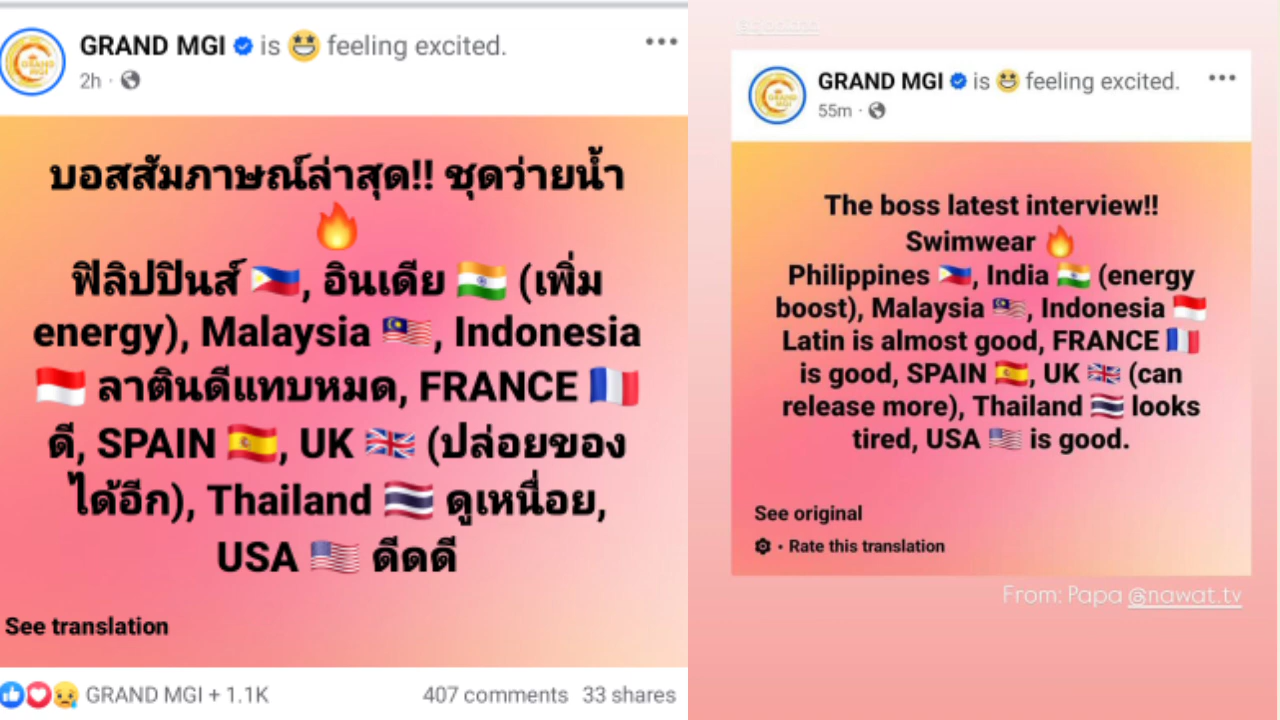 GRAND MGI is 🤩 feeling excited.
2h ·
บอสสัมภาษณ์ล่าสุด!! ชุดว่ายน้ำ
🔥
ฟิลิปปินส์ 🇵🇭, อินเดีย 🇮🇳 (เพิ่ม
energy), Malaysia 🇲🇾, Indonesia
🇮🇩 ลาตินดีแทบหมด, FRANCE 🇫🇷
ดี, SPAIN 🇪🇸, UK 🇬🇧 (ปล่อยของ
ได้อีก), Thailand 🇹🇭 ดูเหนื่อย,
USA 🇺🇸 ดีดดี
See translation
GRAND MGI + 1.1K
407 comments 33 shares
GRAND MGI is 🤩 feeling excited.
55m ·
The boss latest interview!!
Swimwear 🔥
Philippines 🇵🇭, India 🇮🇳 (energy
boost), Malaysia 🇲🇾, Indonesia 🇮🇩
Latin is almost good, FRANCE 🇫🇷
is good, SPAIN 🇪🇸, UK 🇬🇧 (can
release more), Thailand 🇹🇭 looks
tired, USA 🇺🇸 is good.
See original
· Rate this translation
From: Papa @nawat.tv